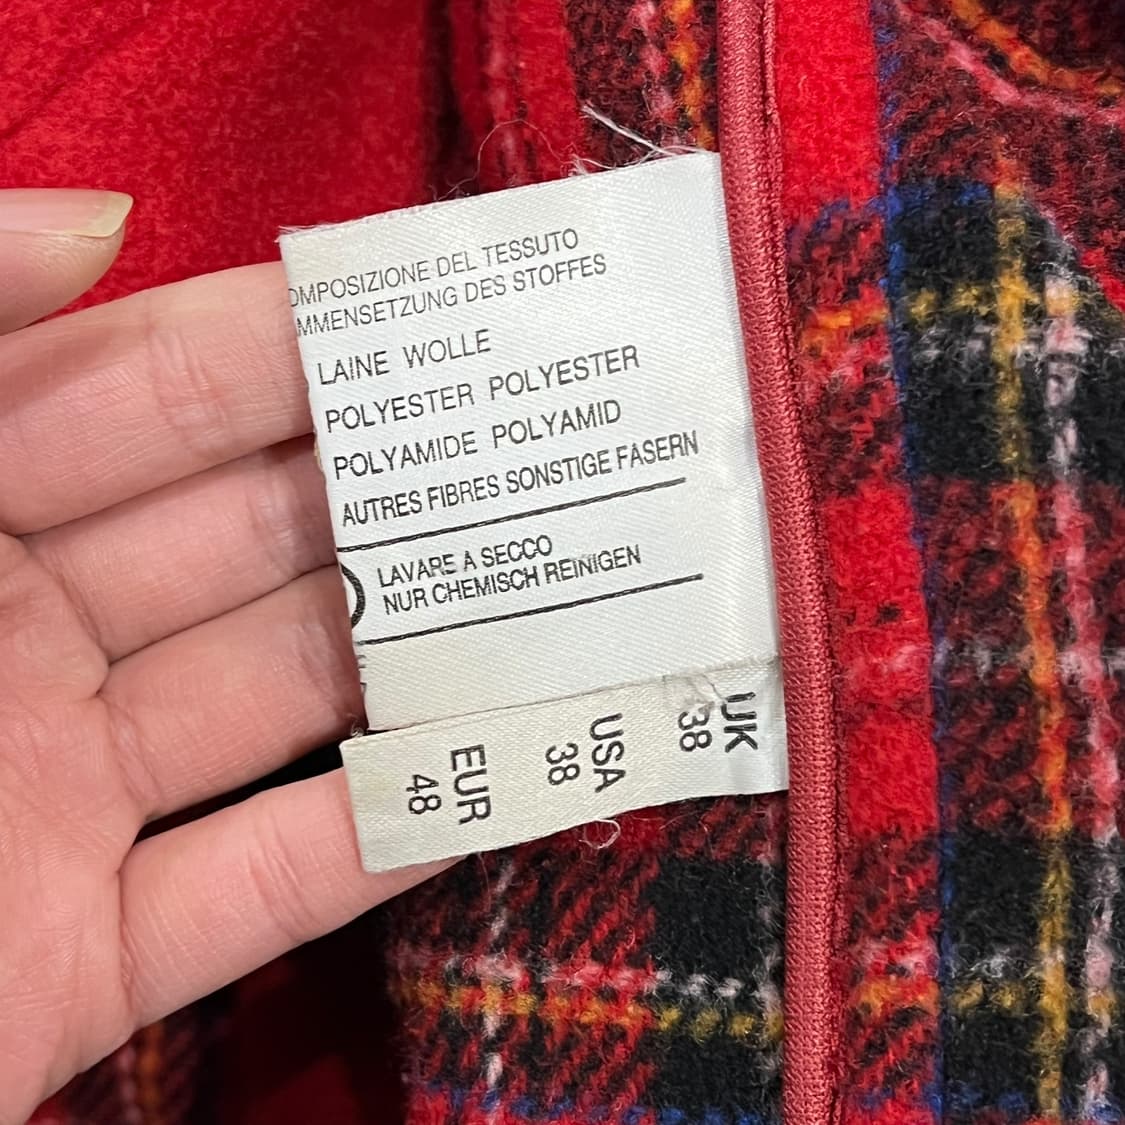 OMPOSIZIONE DEL TESSUTO
MMENSETZUNG DES STOFFES
LAINE WOLLE
POLYESTER POLYESTER
POLYAMIDE POLYAMID
AUTRES FIBRES SONSTIGE FASERN
LAVARE A SECCO
NUR CHEMISCH REINIGEN
UK
38
USA
38
EUR
48